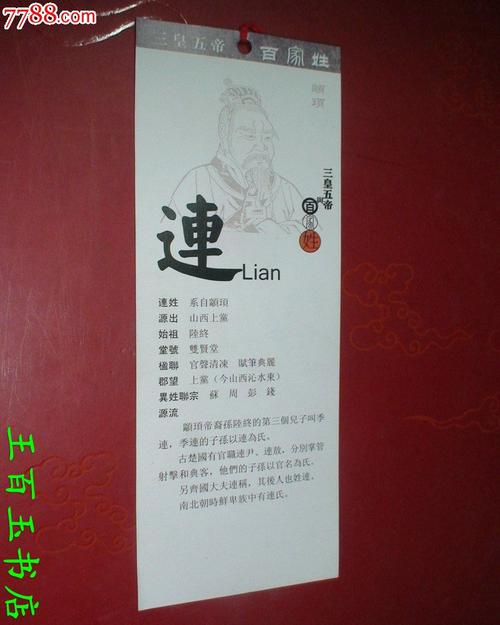 7788.com
三皇五帝 百家姓
顓頊
三皇五帝
與
百家姓
連
Lian
連姓 系自顓頊
源出 山西上黨
始祖 陸終
堂號 雙賢堂
楹聯 官聲清凍 賦筆典麗
郡望 上黨（今山西沁水東）
異姓聯宗 蘇 周 彭 錢
源流
顓頊帝裔孫陸終的第三個兒子叫季
連，季連的子孫以連為氏。
古楚國有官職連尹、連敖，分別掌管
射擊和典客，他們的子孫以官名為氏。
另齊國大夫連稱，其後人也姓連。
南北朝時鮮卑族中有連氏。
王百玉书店